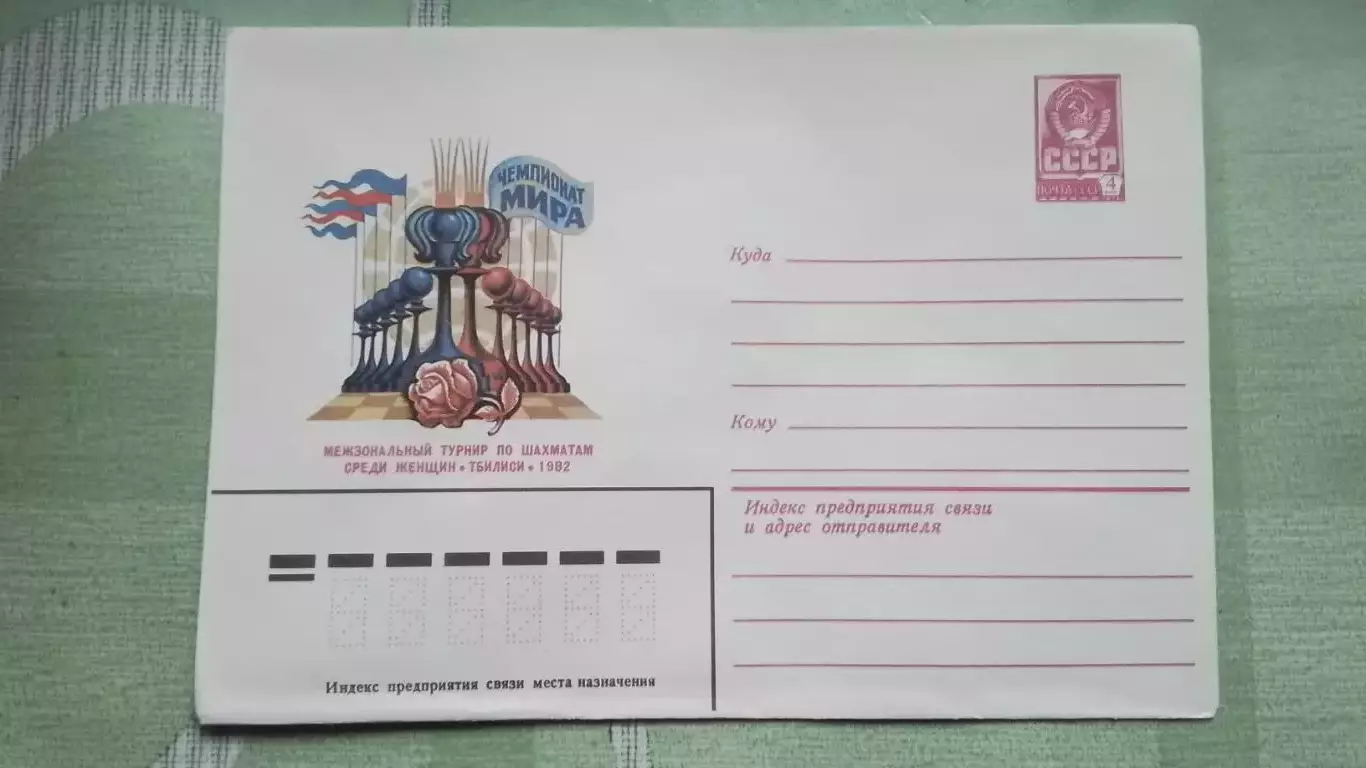 ЧЕМПИОНАТ
МИРА
МЕЖЗОНАЛЬНЫЙ ТУРНИР ПО ШАХМАТАМ
СРЕДИ ЖЕНЩИН • ТБИЛИСИ • 1982
СССР
ПОЧТА СССР 4
Куда
Кому
Индекс предприятия связи
и адрес отправителя
Индекс предприятия связи места назначения